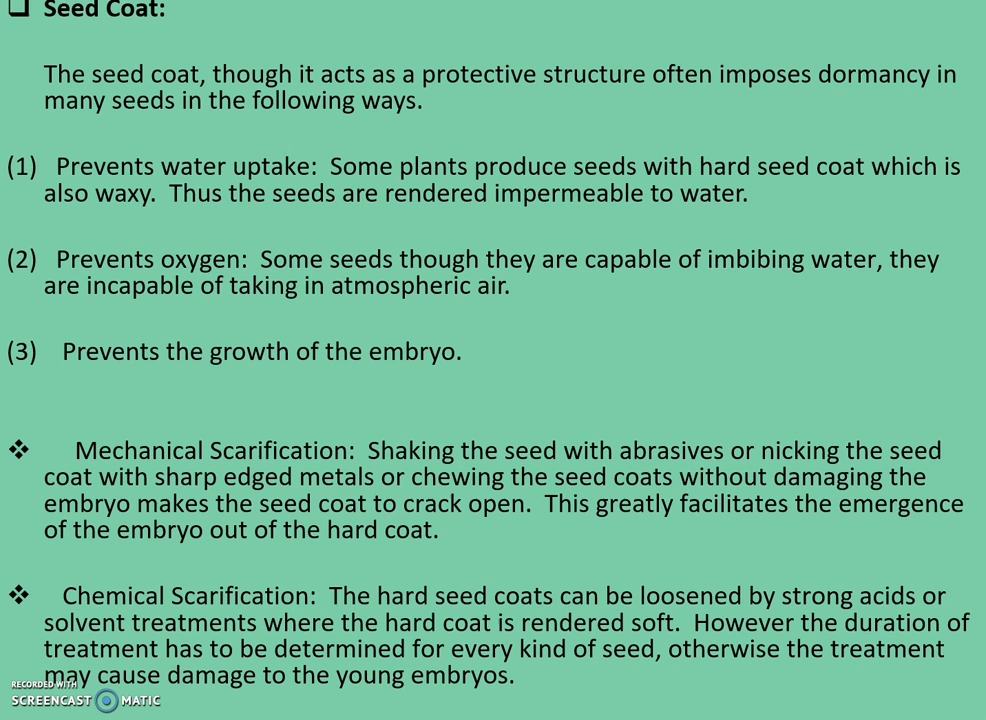 ❑ Seed Coat:
The seed coat, though it acts as a protective structure often imposes dormancy in
many seeds in the following ways.
(1) Prevents water uptake: Some plants produce seeds with hard seed coat which is
also waxy. Thus the seeds are rendered impermeable to water.
(2) Prevents oxygen: Some seeds though they are capable of imbibing water, they
are incapable of taking in atmospheric air.
(3) Prevents the growth of the embryo.
❖ Mechanical Scarification: Shaking the seed with abrasives or nicking the seed
coat with sharp edged metals or chewing the seed coats without damaging the
embryo makes the seed coat to crack open. This greatly facilitates the emergence
of the embryo out of the hard coat.
❖ Chemical Scarification: The hard seed coats can be loosened by strong acids or
solvent treatments where the hard coat is rendered soft. However the duration of
treatment has to be determined for every kind of seed, otherwise the treatment
may cause damage to the young embryos.
RECORDED WITH
SCREENCAST MATIC